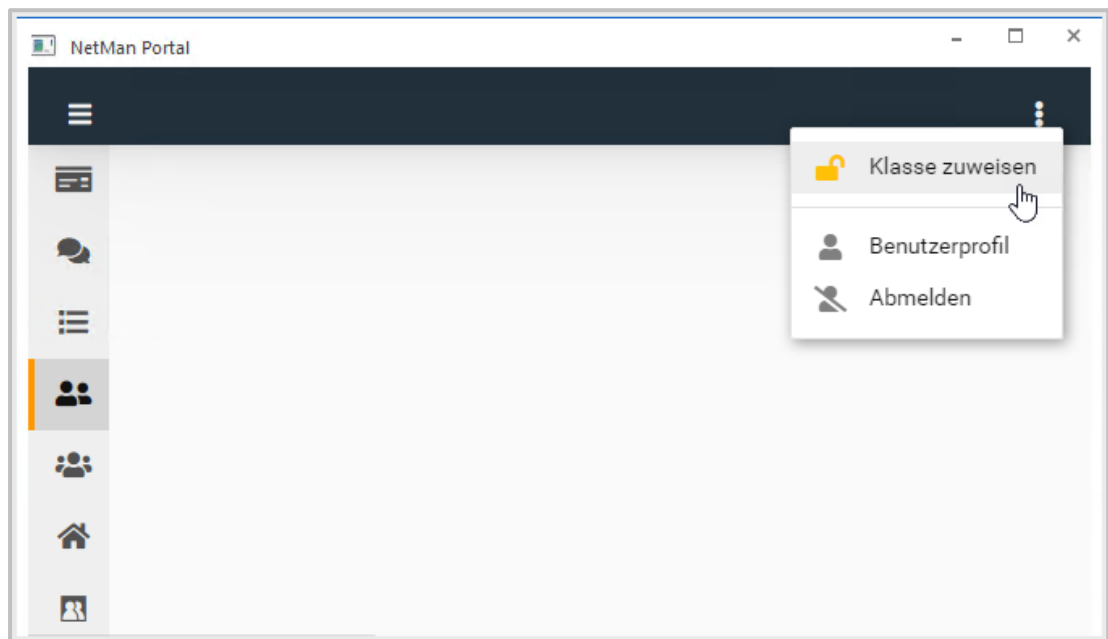 NetMan Portal
Klasse zuweisen
Benutzerprofil
Abmelden